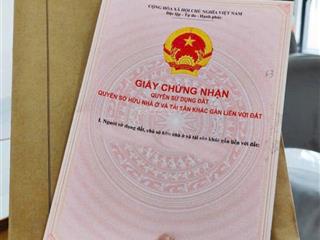 CỘNG HÒA XÃ HỘI CHỦ NGHĨA VIỆT NAM
Độc lập - Tự do - Hạnh phúc
GIẤY CHỨNG NHẬN
QUYỀN SỬ DỤNG ĐẤT
QUYỀN SỞ HỮU NHÀ Ở VÀ TÀI SẢN KHÁC GẮN LIỀN VỚI ĐẤT
I. Người sử dụng đất, chủ sở hữu nhà ở và tài sản khác gắn liền với đất: